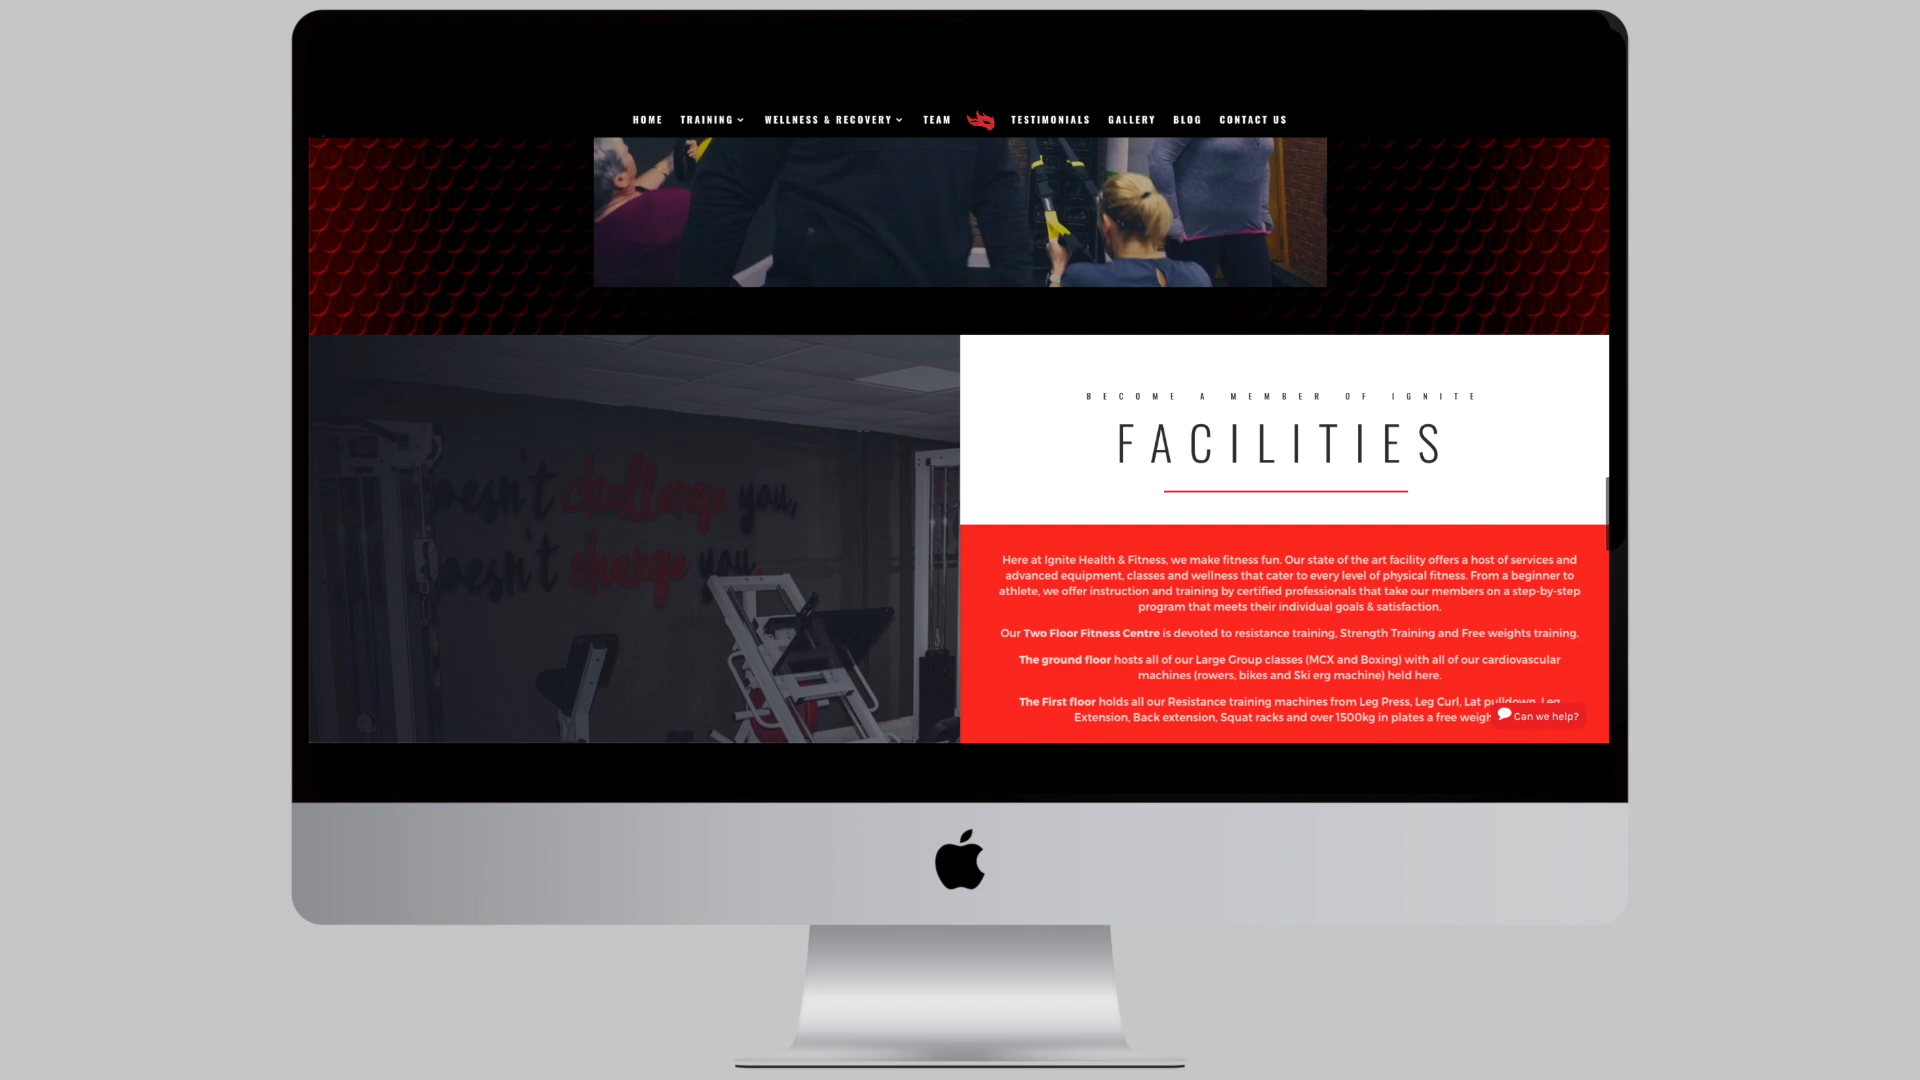 HOME TRAINING WELLNESS & RECOVERY TEAM TESTIMONIALS GALLERY BLOG CONTACT US
BECOME A MEMBER OF IGNITE
FACILITIES
oesn't challenge you,
oesn't change you.
Here at Ignite Health & Fitness, we make fitness fun. Our state of the art facility offers a host of services and
advanced equipment, classes and wellness that cater to every level of physical fitness. From a beginner to
athlete, we offer instruction and training by certified professionals that take our members on a step-by-step
program that meets their individual goals & satisfaction.
Our Two Floor Fitness Centre is devoted to resistance training, Strength Training and Free weights training.
The ground floor hosts all of our Large Group classes (MCX and Boxing) with all of our cardiovascular
machines (rowers, bikes and Ski erg machine) held here.
The First floor holds all our Resistance training machines from Leg Press, Leg Curl, Lat pulldown, Leg
Extension, Back extension, Squat racks and over 1500kg in plates a free weigh
Can we help?